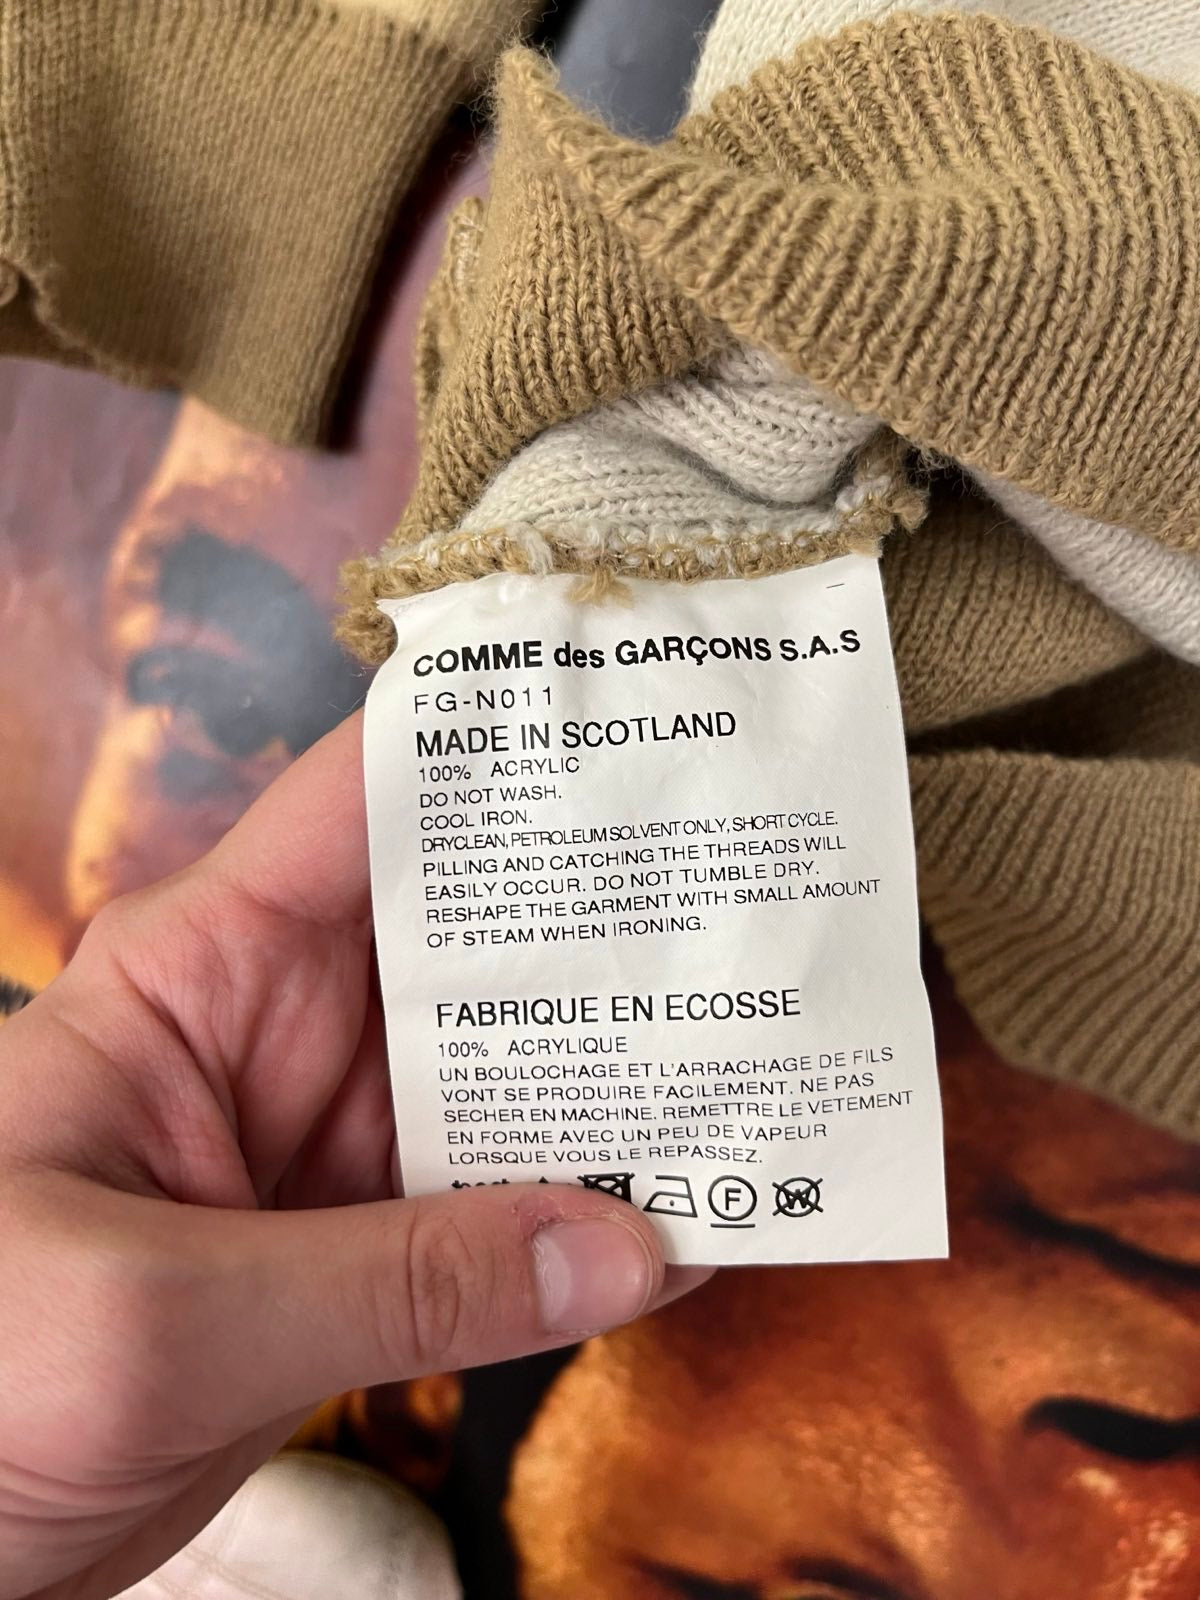 COMME des GARÇONS S.A.S
FG-N011
MADE IN SCOTLAND
100% ACRYLIC
DO NOT WASH.
COOL IRON.
DRYCLEAN, PETROLEUM SOLVENT ONLY, SHORT CYCLE.
PILLING AND CATCHING THE THREADS WILL
EASILY OCCUR. DO NOT TUMBLE DRY.
RESHAPE THE GARMENT WITH SMALL AMOUNT
OF STEAM WHEN IRONING.
FABRIQUE EN ECOSSE
100% ACRYLIQUE
UN BOULOCHAGE ET L'ARRACHAGE DE FILS
VONT SE PRODUIRE FACILEMENT. NE PAS
SECHER EN MACHINE. REMETTRE LE VETEMENT
EN FORME AVEC UN PEU DE VAPEUR
LORSQUE VOUS LE REPASSEZ.
F W